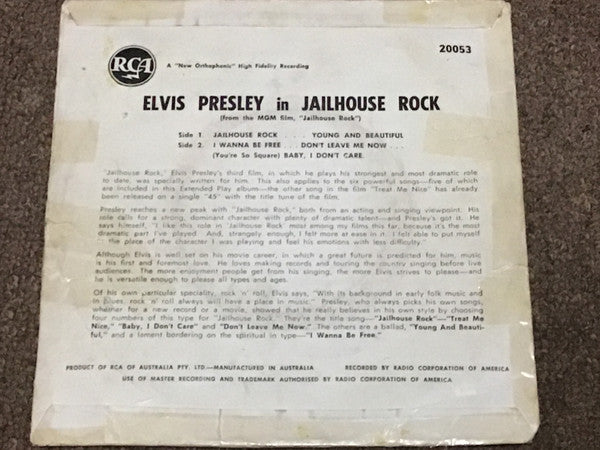 20053
RCA
A "New Orthophonic" High Fidelity Recording
ELVIS PRESLEY in JAILHOUSE ROCK
(from the MGM film, "Jailhouse Rock")
Side 1. JAILHOUSE ROCK . . . . YOUNG AND BEAUTIFUL
Side 2. I WANNA BE FREE . . . DON'T LEAVE ME NOW . . .
(You're So Square) BABY, I DON'T CARE.
"Jailhouse Rock," Elvis Presley's third film, in which he plays his strongest and most dramatic role
to date, was specially written for him. This also applies to the six powerful songs—five of which
are included in this Extended Play album—the other song in the film "Treat Me Nice" has already
been released on a single "45" with the title tune of the film.
Presley reaches a new peak with "Jailhouse Rock," both from an acting and singing viewpoint. His
role calls for a strong, dominant character with plenty of dramatic talent—and Presley's got it. He
says himself, "I like this role in 'Jailhouse Rock' most among my films this far, because it's the most
dramatic part I've played. And, strangely enough, I felt more at ease in it. I felt able to put myself
in the place of the character I was playing and feel his emotions with less difficulty."
Although Elvis is well set on his movie career, in which a great future is predicted for him, music
is his first and foremost love. He loves making records and touring the country singing before live
audiences. The more enjoyment people get from his singing, the more Elvis strives to please—and
he is versatile enough to please all types and ages.
Of his own particular speciality, rock 'n' roll, Elvis says, "With its background in early folk music and
in blues, rock 'n' roll always will have a place in music." Presley, who always picks his own songs,
whether for a new record or a movie, showed that he really believes in his own style by choosing
four numbers of this type for "Jailhouse Rock." They're the title song—"Jailhouse Rock"—"Treat Me
Nice," "Baby, I Don't Care" and "Don't Leave Me Now." The others are a ballad, "Young And Beauti-
ful," and a lament bordering on the spiritual in type—"I Wanna Be Free."
PRODUCT OF RCA OF AUSTRALIA PTY. LTD.—MANUFACTURED IN AUSTRALIA RECORDED BY RADIO CORPORATION OF AMERICA
USE OF MASTER RECORDING AND TRADEMARK AUTHORISED BY RADIO CORPORATION OF AMERICA